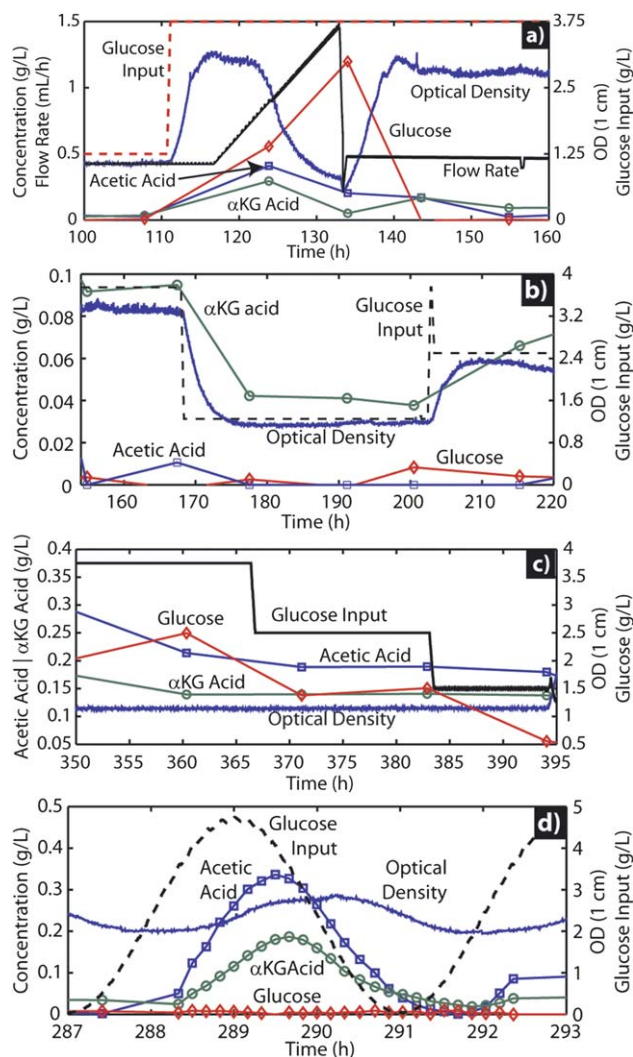 a)
Concentration (g/L)
Flow Rate (mL/h)
1.5
1
0.5
0
Glucose
Input
Optical Density
Glucose
Acetic Acid
Flow Rate
αKG Acid
3.75
2.5
1.25
0
OD (1 cm)
Glucose Input (g/L)
100 110 120 130 140 150 160
Time (h)
b)
Concentration (g/L)
0.1
0.08
0.06
0.04
0.02
0
αKG acid
Glucose
Input
Optical Density
Acetic Acid
Glucose
4
3.2
2.4
1.6
0.8
0
OD (1 cm)
Glucose Input (g/L)
160 170 180 190 200 210 220
Time (h)
c)
Acetic Acid | αKG Acid (g/L)
0.4
0.35
0.3
0.25
0.2
0.15
0.1
0.05
Glucose
Glucose Input
Acetic Acid
αKG Acid
Optical Density
4
3.5
3
2.5
2
1.5
1
0.5
OD (1 cm)
Glucose (g/L)
350 355 360 365 370 375 380 385 390 395
Time (h)
d)
Concentration (g/L)
0.5
0.4
0.3
0.2
0.1
0
Glucose
Input
Acetic
Acid
Optical
Density
αKGAcid
Glucose
5
4
3
2
1
0
OD (1 cm)
Glucose Input (g/L)
287 288 289 290 291 292 293
Time (h)